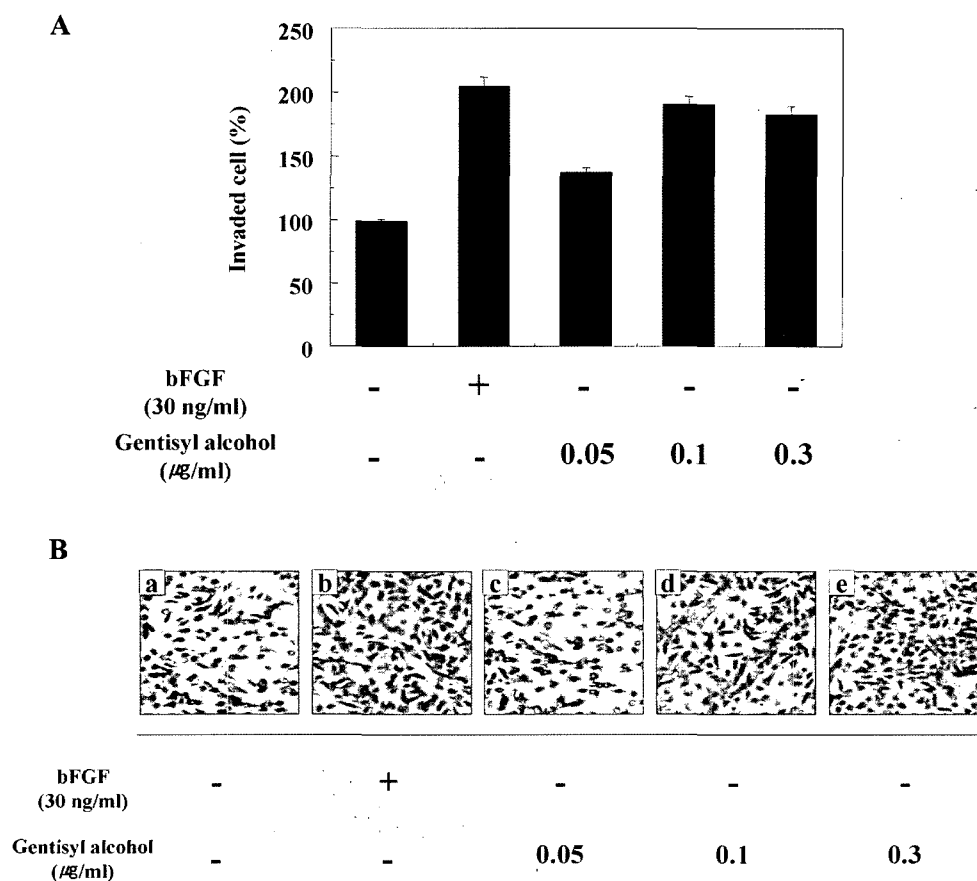 A
250
200
150
100
50
0
Invaded cell (%)
bFGF - + - - -
(30 ng/ml)
Gentisyl alcohol - - 0.05 0.1 0.3
(㎍/ml)
B
a b c d e
bFGF - + - - -
(30 ng/ml)
Gentisyl alcohol - - 0.05 0.1 0.3
(㎍/ml)